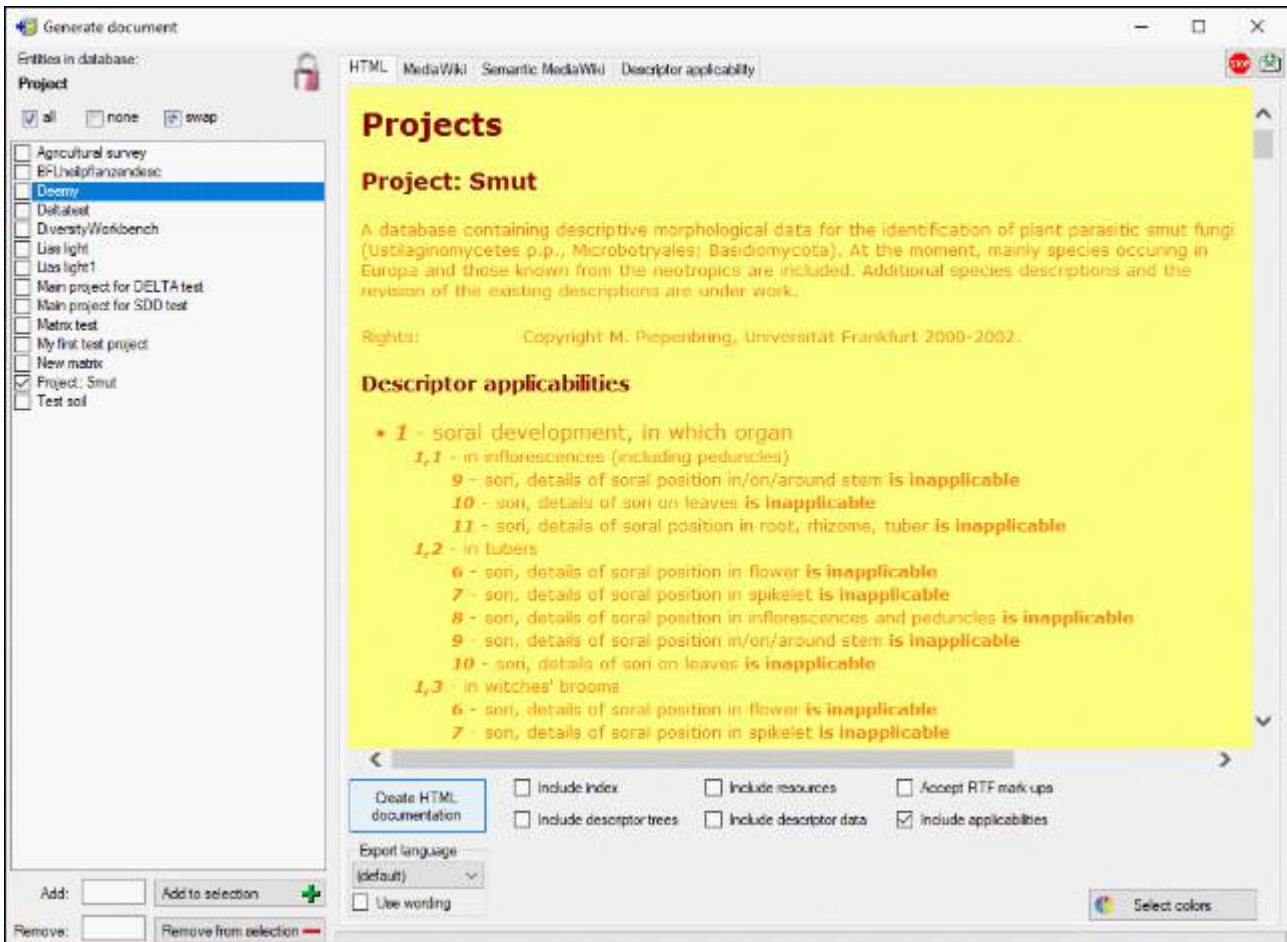 Generate document
Entities in database:
Project
all none swap
Agricultural survey
BFLheilpflanzendesc
Deemy
Deltatest
DiversityWorkbench
Lias light
Lias light1
Main project for DELTA test
Main project for SDD test
Matrix test
My first test project
New matrix
Project: Smut
Test soil
Add: Add to selection
Remove: Remove from selection
HTML MediaWiki Semantic MediaWiki Descriptor applicability
STOP
Projects
Project: Smut
A database containing descriptive morphological data for the identification of plant parasitic smut fungi
(Ustilaginomycetes p.p., Microbotryales; Basidiomycota). At the moment, mainly species occuring in
Europa and those known from the neotropics are included. Additional species descriptions and the
revision of the existing descriptions are under work.
Rights: Copyright M. Piepenbring, Universität Frankfurt 2000-2002.
Descriptor applicabilities
• 1 - soral development, in which organ
1,1 - in inflorescences (including peduncles)
9 - sori, details of soral position in/on/around stem is inapplicable
10 - sori, details of sori on leaves is inapplicable
11 - sori, details of soral position in root, rhizome, tuber is inapplicable
1,2 - in tubers
6 - sori, details of soral position in flower is inapplicable
7 - sori, details of soral position in spikelet is inapplicable
8 - sori, details of soral position in inflorescences and peduncles is inapplicable
9 - sori, details of soral position in/on/around stem is inapplicable
10 - sori, details of sori on leaves is inapplicable
1,3 - in witches' brooms
6 - sori, details of soral position in flower is inapplicable
7 - sori, details of soral position in spikelet is inapplicable
Create HTML
documentation
Include index Include resources Accept RTF mark ups
Include descriptor trees Include descriptor data Include applicabilities
Export language
(default)
Use wording
Select colors